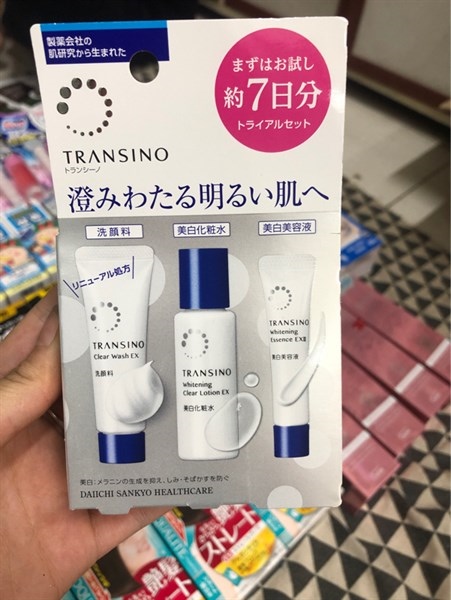 製薬会社の
肌研究から生まれた
まずはお試し
約7日分
トライアルセット
TRANSINO
トランシーノ
澄みわたる明るい肌へ
洗顔料
美白化粧水
美白美容液
リニューアル処方
TRANSINO
Clear Wash EX
洗顔料
TRANSINO
Whitening
Clear Lotion EX
美白化粧水
TRANSINO
Whitening
Essence EXⅡ
美白美容液
美白:メラニンの生成を抑え、しみ・そばかすを防ぐ
DAIICHI SANKYO HEALTHCARE
ストレート